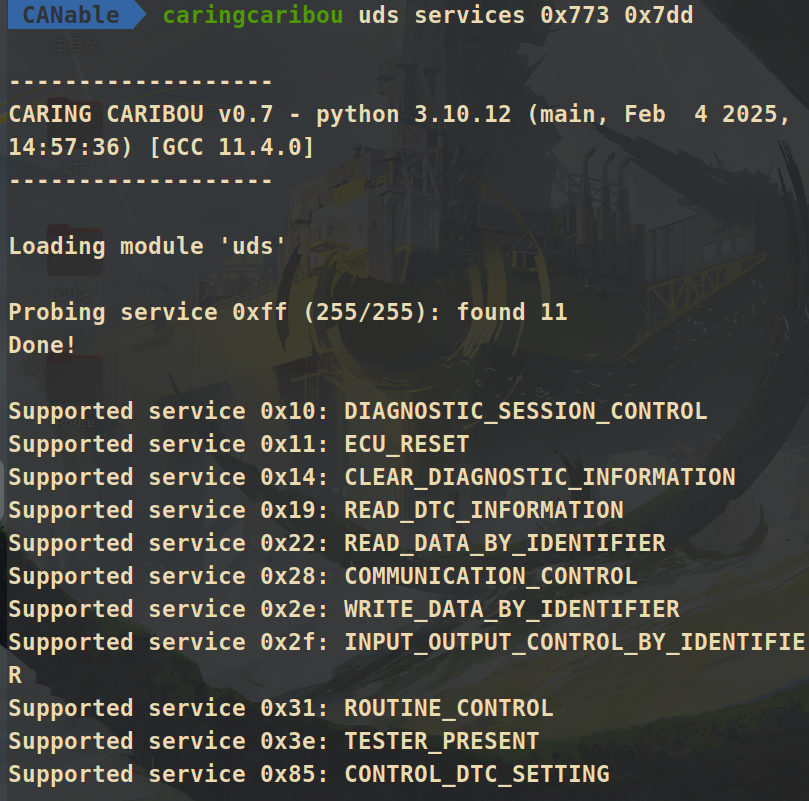 CANable caringcaribou uds services 0x773 0x7dd
-------------------
CARING CARIBOU v0.7 - python 3.10.12 (main, Feb  4 2025,
14:57:36) [GCC 11.4.0]
-------------------
Loading module 'uds'
Probing service 0xff (255/255): found 11
Done!
Supported service 0x10: DIAGNOSTIC_SESSION_CONTROL
Route
Supported service 0x11: ECU_RESET
Supported service 0x14: CLEAR_DIAGNOSTIC_INFORMATION
Supported service 0x19: READ_DTC_INFORMATION
Supported service 0x22: READ_DATA_BY_IDENTIFIER
Supported service 0x28: COMMUNICATION_CONTROL
Supported service 0x2e: WRITE_DATA_BY_IDENTIFIER
Supported service 0x2f: INPUT_OUTPUT_CONTROL_BY_IDENTIFIE
R
Supported service 0x31: ROUTINE_CONTROL
Supported service 0x3e: TESTER_PRESENT
Supported service 0x85: CONTROL_DTC_SETTING